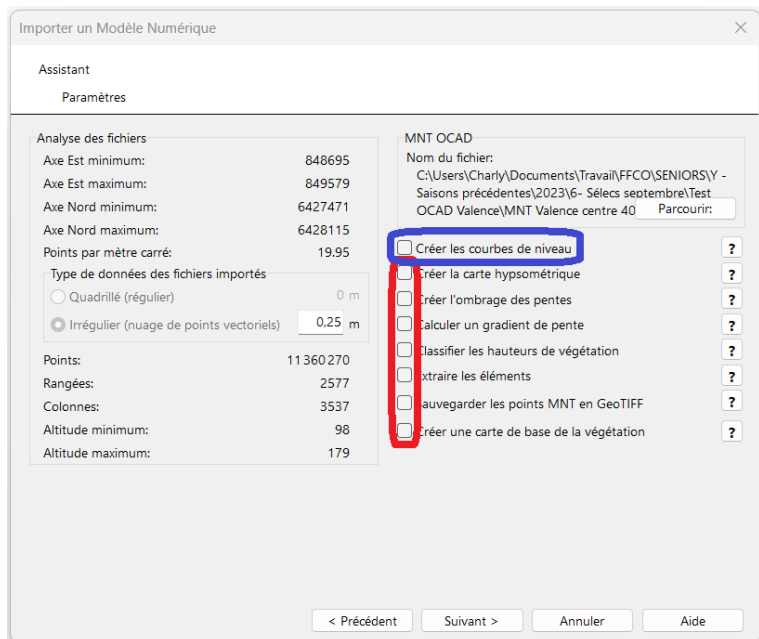 Importer un Modèle Numérique
Assistant
Paramètres
Analyse des fichiers
Axe Est minimum: 848695
Axe Est maximum: 849579
Axe Nord minimum: 6427471
Axe Nord maximum: 6428115
Points par mètre carré: 19.95
Type de données des fichiers importés
Quadrillé (régulier) 0 m
Irrégulier (nuage de points vectoriels) 0,25 m
Points: 11 360 270
Rangées: 2577
Colonnes: 3537
Altitude minimum: 98
Altitude maximum: 179
MNT OCAD
Nom du fichier:
C:\Users\Charly\Documents\Travail\FFCO\SENIORS\Y -
Saisons précédentes\2023\6- Sélecs septembre\Test
OCAD Valence\MNT Valence centre 40 Parcourir:
Créer les courbes de niveau ?
Créer la carte hypsométrique ?
Créer l'ombrage des pentes ?
Calculer un gradient de pente ?
Classifier les hauteurs de végétation ?
Extraire les éléments ?
Sauvegarder les points MNT en GeoTIFF ?
Créer une carte de base de la végétation ?
< Précédent Suivant > Annuler Aide